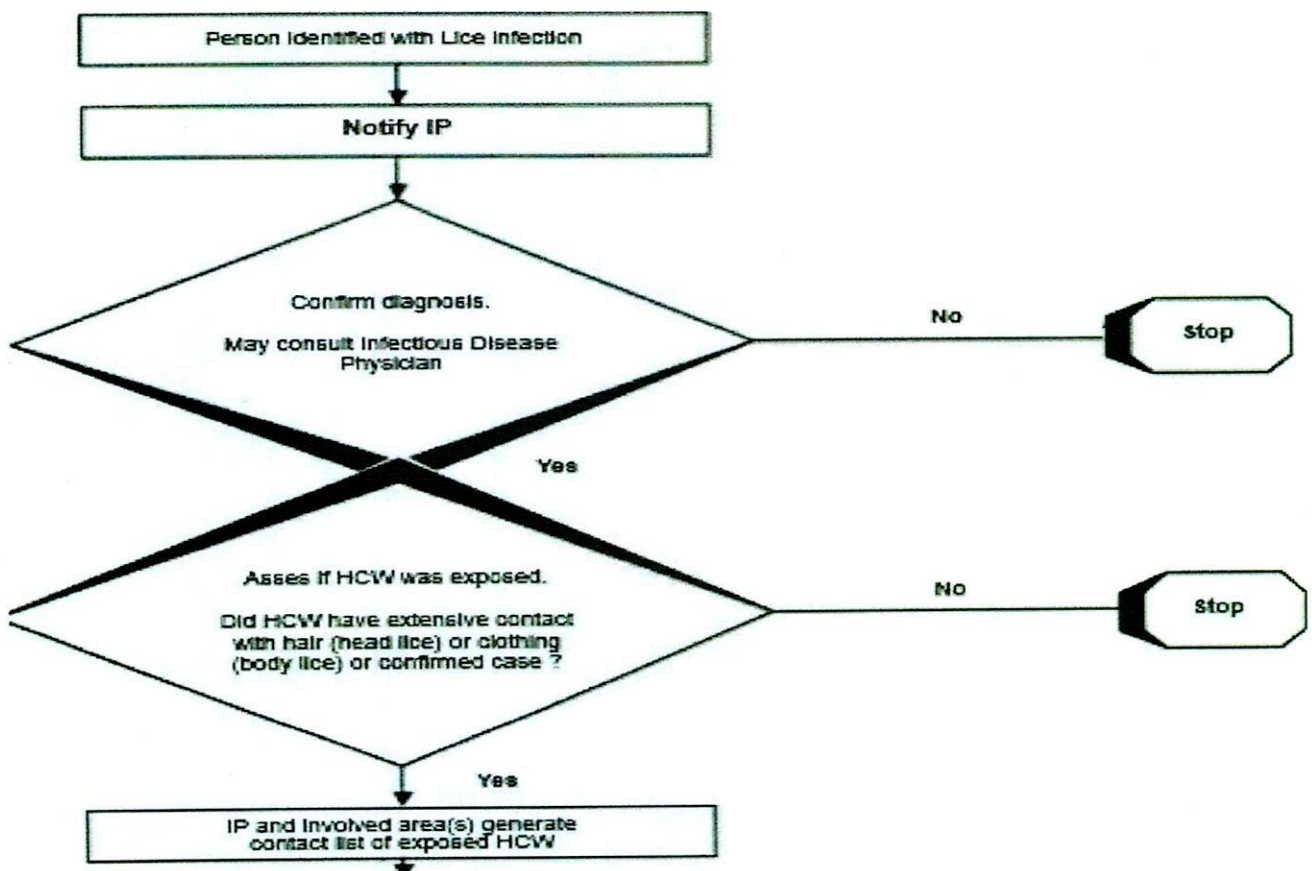 Person Identified with Lice Infection
Notify IP
Confirm diagnosis.
May consult Infectious Disease
Physician
No
Stop
Yes
Asses if HCW was exposed.
Did HCW have extensive contact
with hair (head lice) or clothing
(body lice) or confirmed case ?
No
Stop
Yes
IP and Involved area(s) generate
contact list of exposed HCW